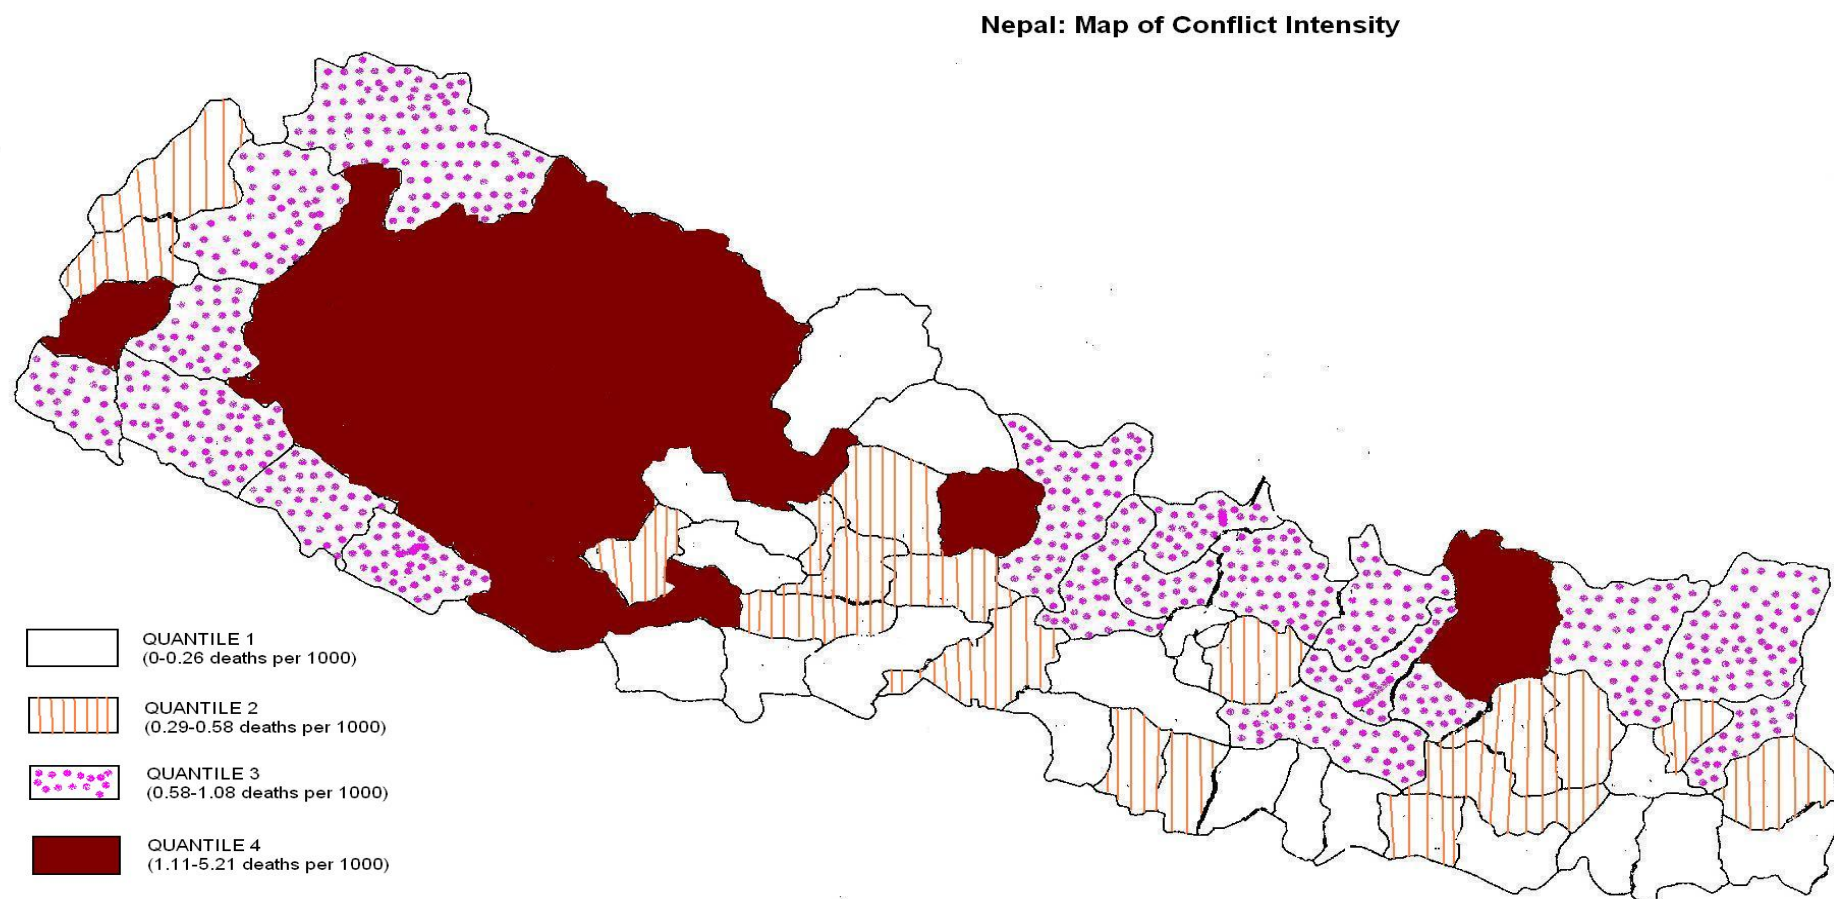 Nepal: Map of Conflict Intensity
QUANTILE 1
(0-0.26 deaths per 1000)
QUANTILE 2
(0.29-0.58 deaths per 1000)
QUANTILE 3
(0.58-1.08 deaths per 1000)
QUANTILE 4
(1.11-5.21 deaths per 1000)